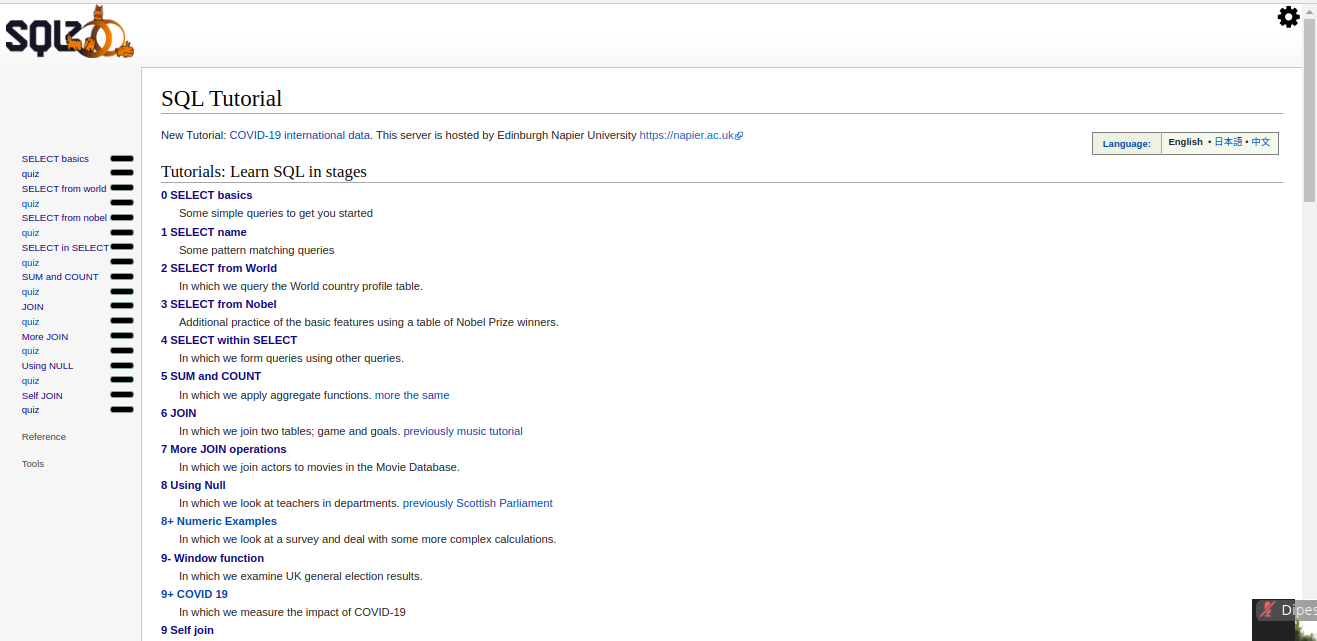 SQLZ
SQL Tutorial
New Tutorial: COVID-19 international data. This server is hosted by Edinburgh Napier University https://napier.ac.uk
Language: English • 日本語 • 中文
SELECT basics
quiz
SELECT from world
quiz
SELECT from nobel
quiz
SELECT in SELECT
quiz
SUM and COUNT
quiz
JOIN
quiz
More JOIN
quiz
Using NULL
quiz
Self JOIN
quiz
Reference
Tools
Tutorials: Learn SQL in stages
0 SELECT basics
Some simple queries to get you started
1 SELECT name
Some pattern matching queries
2 SELECT from World
In which we query the World country profile table.
3 SELECT from Nobel
Additional practice of the basic features using a table of Nobel Prize winners.
4 SELECT within SELECT
In which we form queries using other queries.
5 SUM and COUNT
In which we apply aggregate functions. more the same
6 JOIN
In which we join two tables; game and goals. previously music tutorial
7 More JOIN operations
In which we join actors to movies in the Movie Database.
8 Using Null
In which we look at teachers in departments. previously Scottish Parliament
8+ Numeric Examples
In which we look at a survey and deal with some more complex calculations.
9- Window function
In which we examine UK general election results.
9+ COVID 19
In which we measure the impact of COVID-19
9 Self join
Dipes